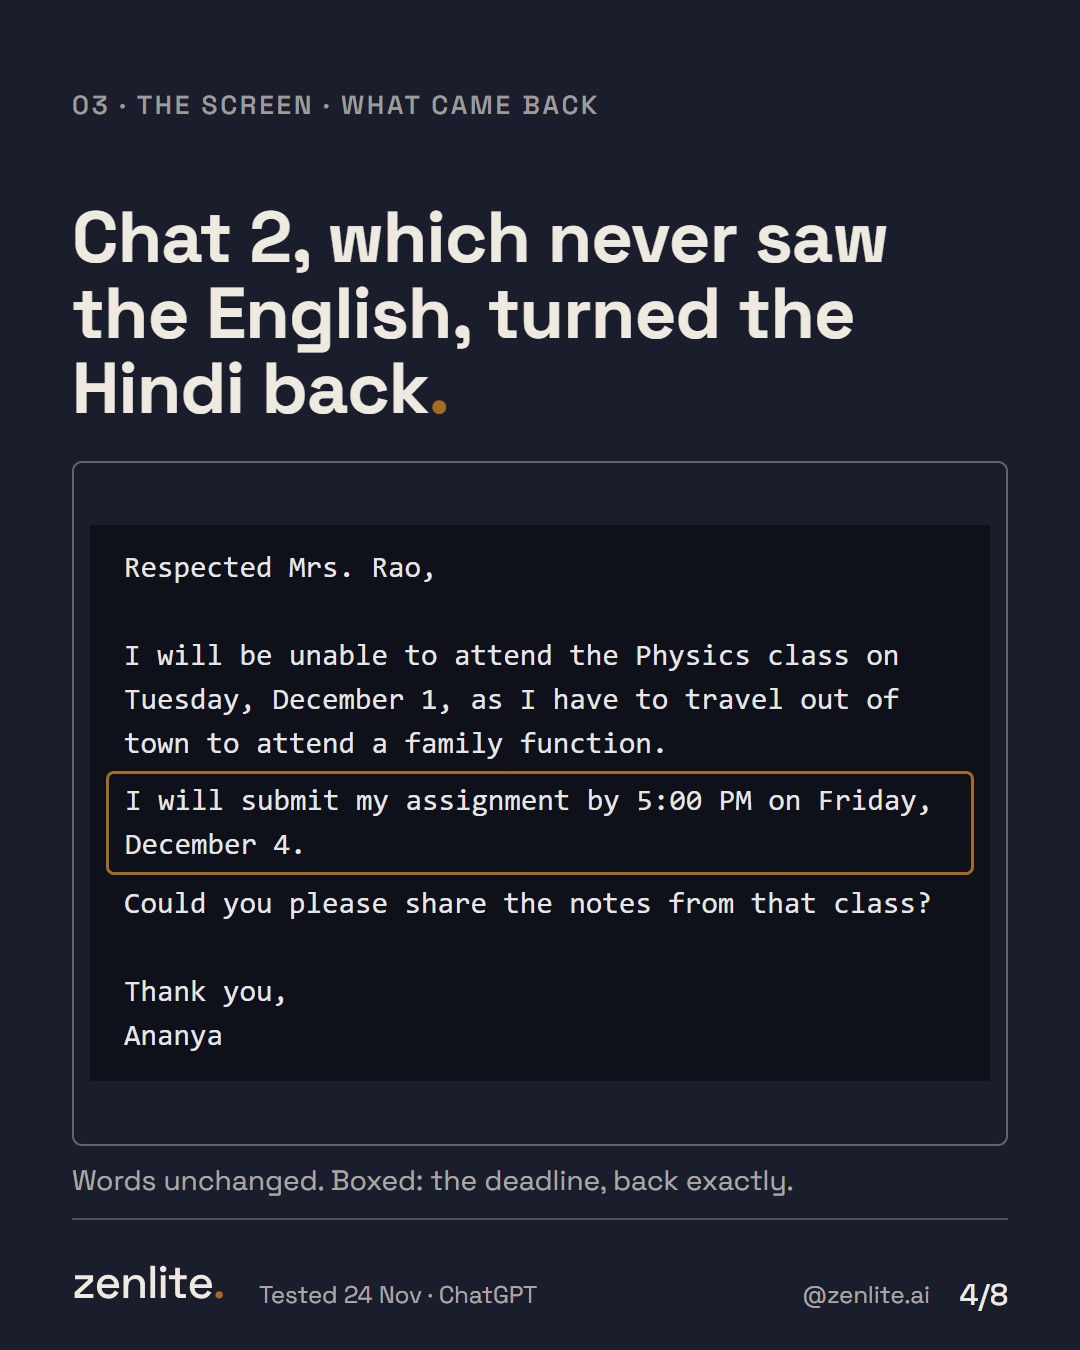 03 · THE SCREEN · WHAT CAME BACK
Chat 2, which never saw
the English, turned the
Hindi back.
Respected Mrs. Rao,
I will be unable to attend the Physics class on
Tuesday, December 1, as I have to travel out of
town to attend a family function.
I will submit my assignment by 5:00 PM on Friday,
December 4.
Could you please share the notes from that class?
Thank you,
Ananya
Words unchanged. Boxed: the deadline, back exactly.
zenlite. Tested 24 Nov · ChatGPT @zenlite.ai 4/8